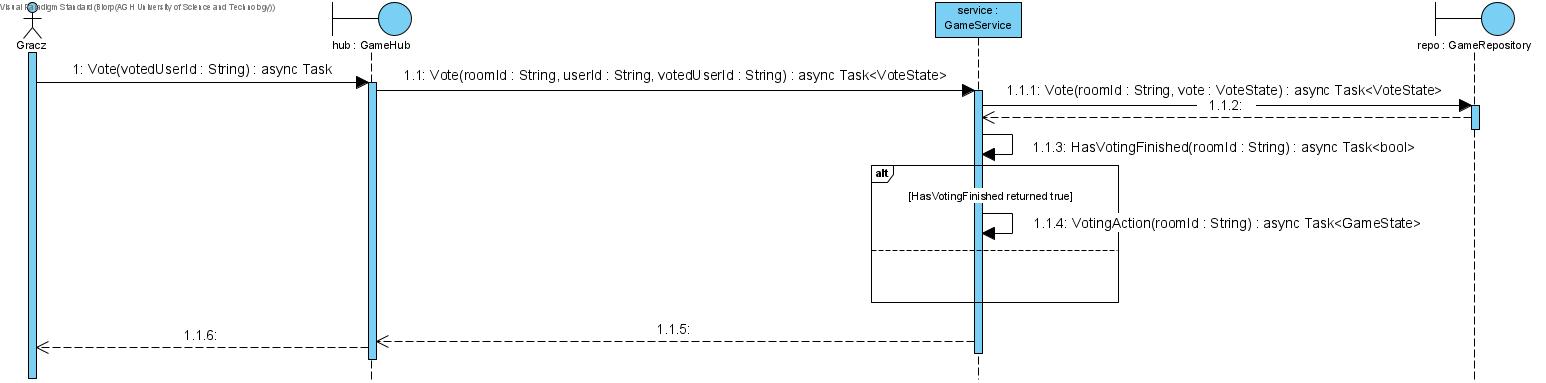 Visual Paradigm Standard (Biorp(AGH University of Science and Technology))
Gracz
hub : GameHub
service :
GameService
repo : GameRepository
1: Vote(votedUserId : String) : async Task
1.1: Vote(roomId : String, userId : String, votedUserId : String) : async Task<VoteState>
1.1.1: Vote(roomId : String, vote : VoteState) : async Task<VoteState>
1.1.2:
1.1.3: HasVotingFinished(roomId : String) : async Task<bool>
alt
[HasVotingFinished returned true]
1.1.4: VotingAction(roomId : String) : async Task<GameState>
1.1.5:
1.1.6: